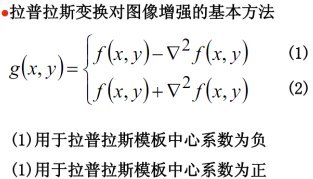 •拉普拉斯变换对图像增强的基本方法
g(x,y)={f(x,y)−∇²f(x,y) (1)
f(x,y)+∇²f(x,y) (2)
(1)用于拉普拉斯模板中心系数为负
(1)用于拉普拉斯模板中心系数为正